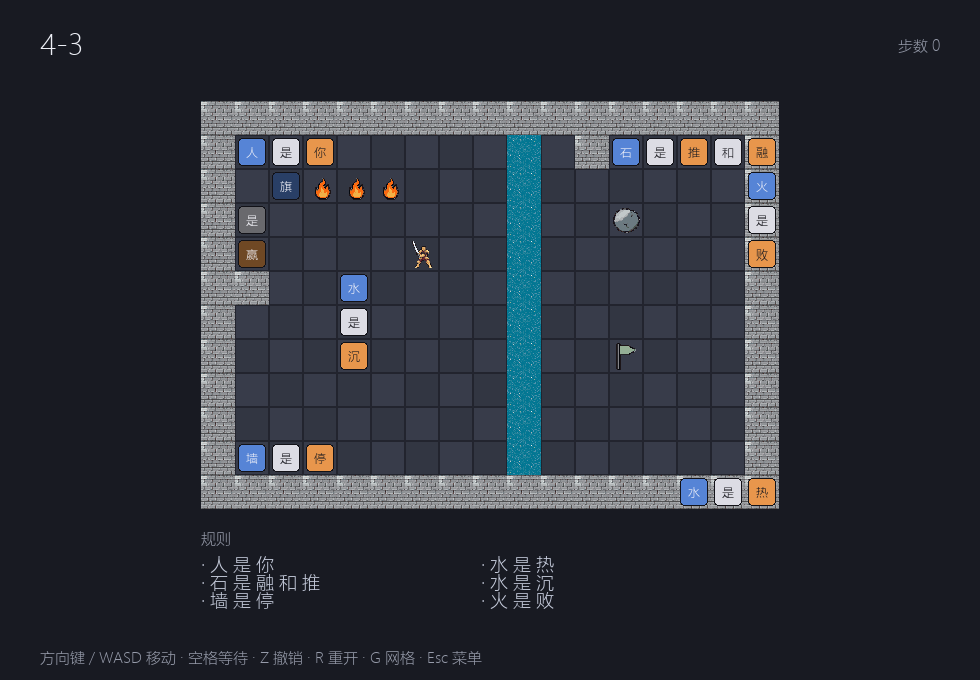 4-3
步数 0
人 是 你
石 是 推 和 融
旗
火
是
是
赢
败
水
是
沉
墙 是 停
水 是 热
规则
· 人 是 你
· 石 是 融 和 推
· 墙 是 停
· 水 是 热
· 水 是 沉
· 火 是 败
方向键 / WASD 移动 · 空格等待 · Z 撤销 · R 重开 · G 网格 · Esc 菜单